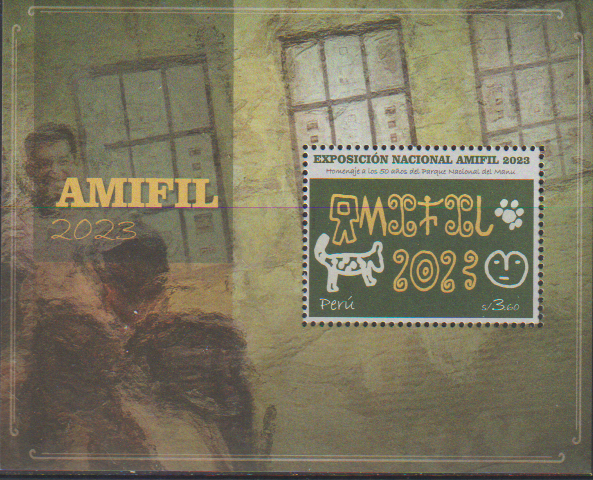 AMIFIL
2023
EXPOSICIÓN NACIONAL AMIFIL 2023
Homenaje a los 50 años del Parque Nacional del Manu
AMIFIL
2023
Perú
S/3.60